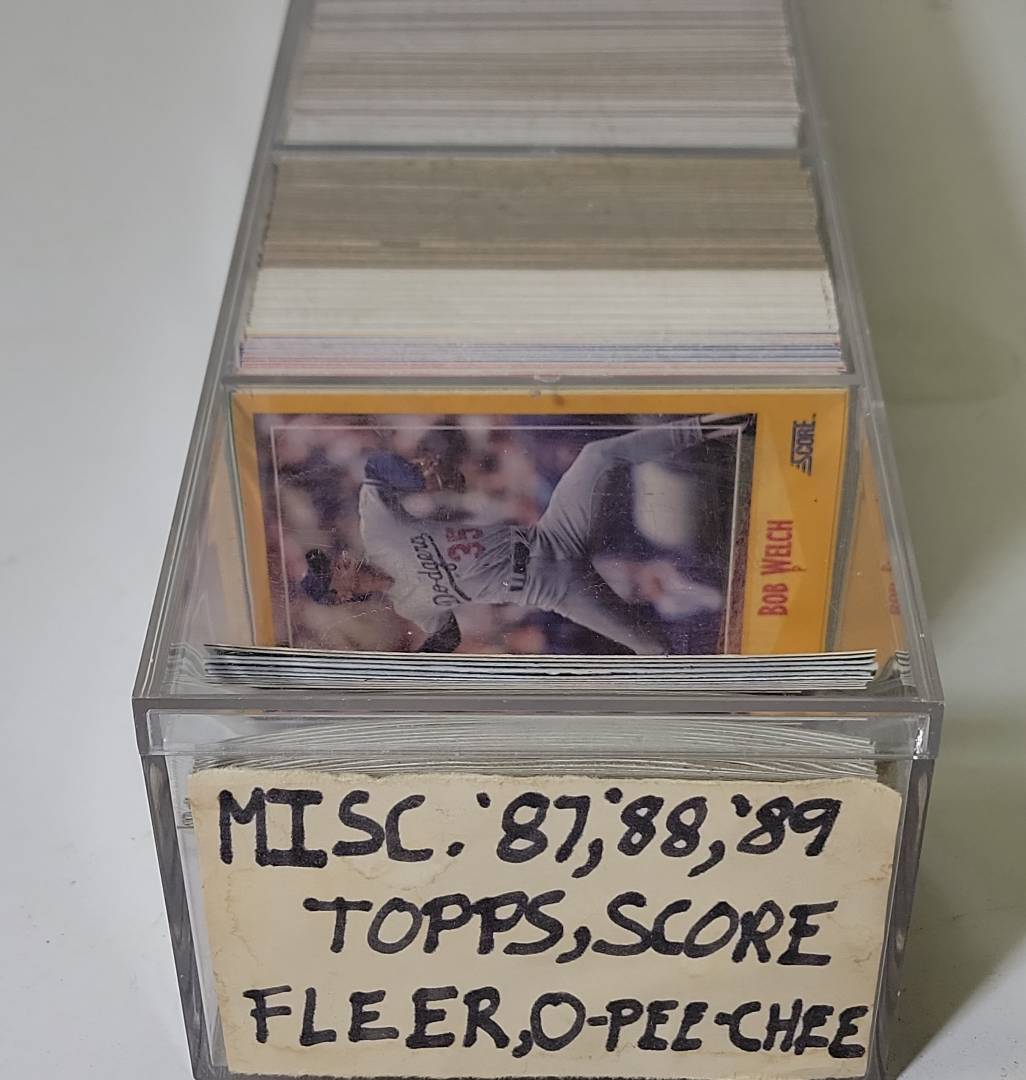 SCORE
BOB WELCH
Dodgers
35
MISC. '87,'88,'89
TOPPS,SCORE
FLEER,O-PEE-CHEE